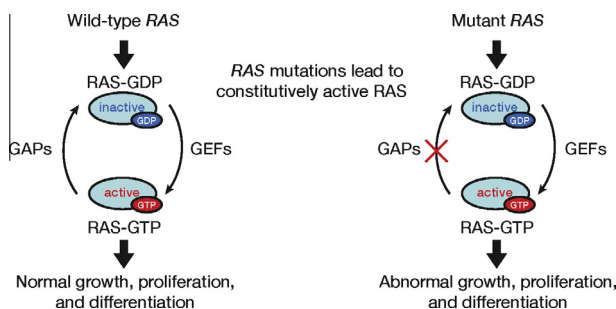 Wild-type RAS
RAS-GDP
inactive
GDP
GAPs
GEFs
active
GTP
RAS-GTP
Normal growth, proliferation,
and differentiation
RAS mutations lead to
constitutively active RAS
Mutant RAS
RAS-GDP
inactive
GDP
GAPs
GEFs
active
GTP
RAS-GTP
Abnormal growth, proliferation,
and differentiation